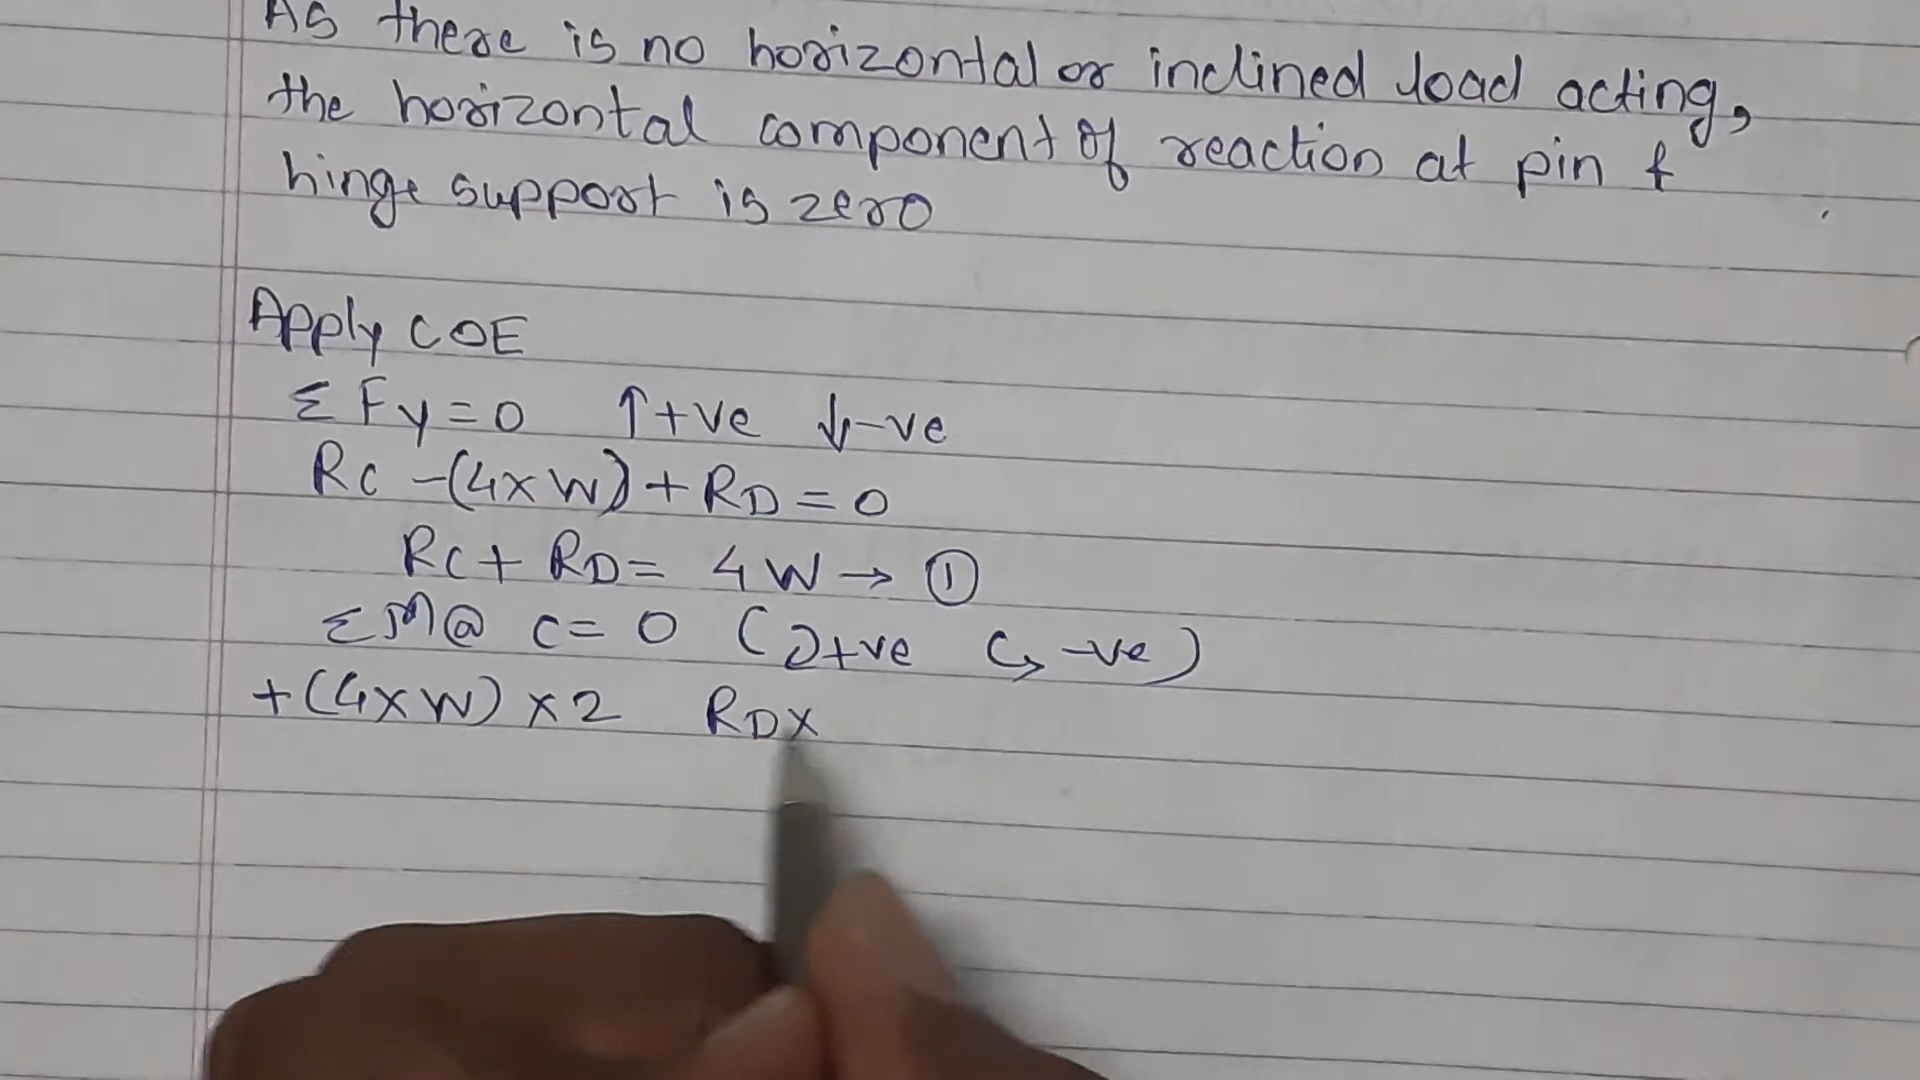 As there is no horizontal or inclined load acting,
the horizontal component of reaction at pin &
hinge support is zero
Apply COE
ΣFy=0 ↑+ve ↓-ve
RC -(4×W)+RD=0
RC+ RD= 4W→ ①
ΣM@ C=0 (↻+ve ↺-ve)
+(4×W)×2 RD×